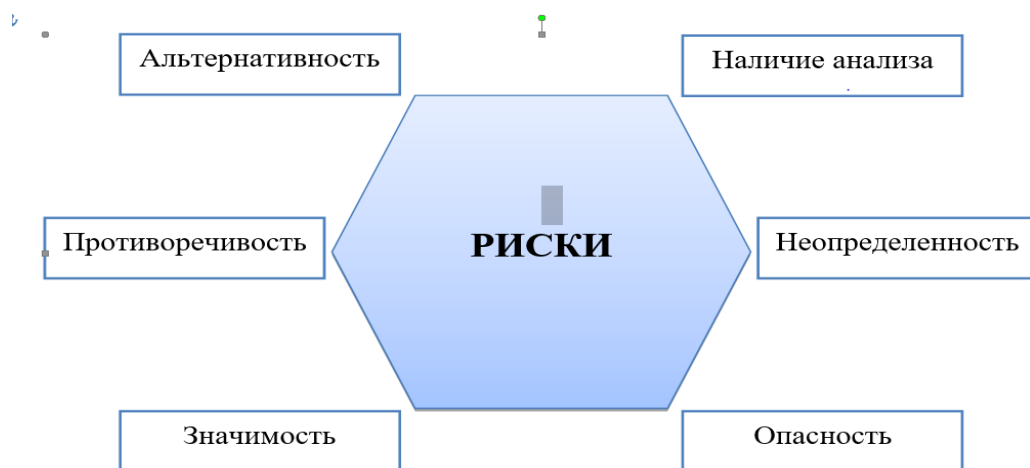 Альтернативность
Наличие анализа
Противоречивость
РИСКИ
Неопределенность
Значимость
Опасность